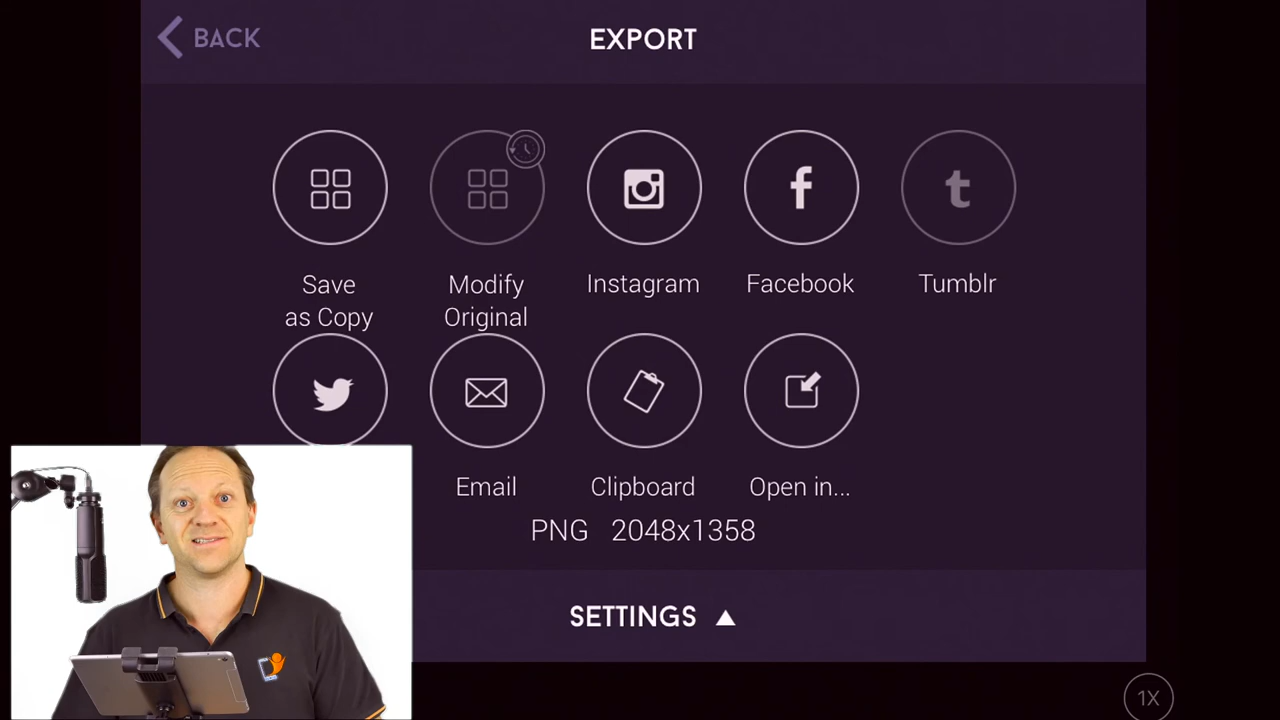 BACK
EXPORT
Save
as Copy
Modify
Original
Instagram
Facebook
Tumblr
Email
Clipboard
Open in...
PNG 2048x1358
SETTINGS
1X